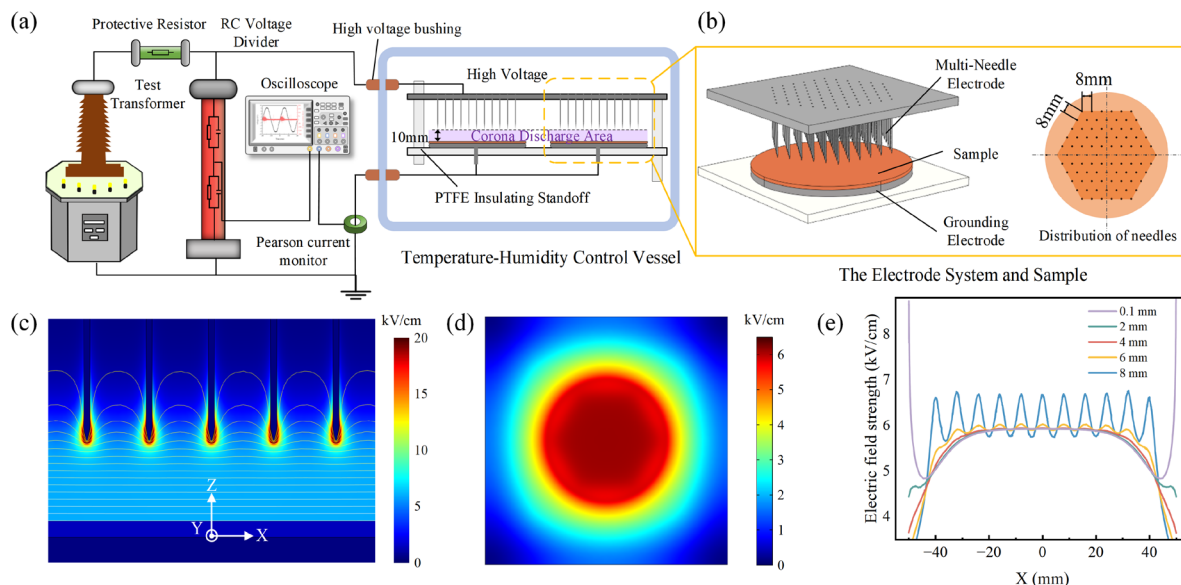 (a)
Protective Resistor
RC Voltage
Divider
High voltage bushing
Test
Transformer
Oscilloscope
High Voltage
10mm
Corona Discharge Area
PTFE Insulating Standoff
Pearson current
monitor
Temperature-Humidity Control Vessel
(b)
Multi-Needle
Electrode
Sample
Grounding
Electrode
8mm
8mm
Distribution of needles
The Electrode System and Sample
(c)
kV/cm
20
15
10
5
0
Z
Y
X
(d)
kV/cm
6
5
4
3
2
1
0
(e)
Electric field strength (kV/cm)
8
7
6
5
4
0.1 mm
2 mm
4 mm
6 mm
8 mm
−40 −20 0 20 40
X (mm)